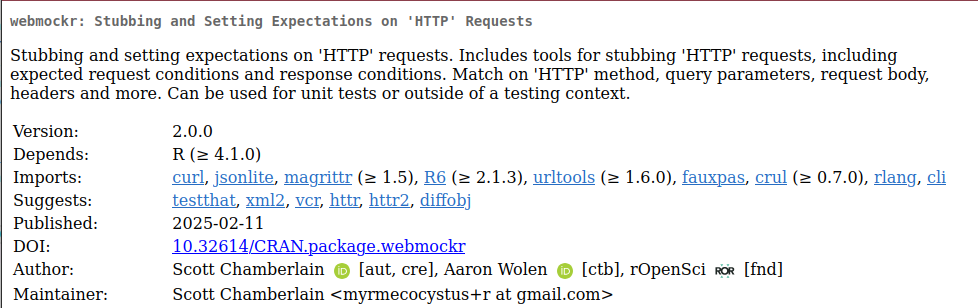 webmockr: Stubbing and Setting Expectations on 'HTTP' Requests
Stubbing and setting expectations on 'HTTP' requests. Includes tools for stubbing 'HTTP' requests, including
expected request conditions and response conditions. Match on 'HTTP' method, query parameters, request body,
headers and more. Can be used for unit tests or outside of a testing context.
Version: 2.0.0
Depends: R (≥ 4.1.0)
Imports: curl, jsonlite, magrittr (≥ 1.5), R6 (≥ 2.1.3), urltools (≥ 1.6.0), fauxpas, crul (≥ 0.7.0), rlang, cli
Suggests: testthat, xml2, vcr, httr, httr2, diffobj
Published: 2025-02-11
DOI: 10.32614/CRAN.package.webmockr
Author: Scott Chamberlain iD [aut, cre], Aaron Wolen iD [ctb], rOpenSci ROR [fnd]
Maintainer: Scott Chamberlain <myrmecocystus+r at gmail.com>